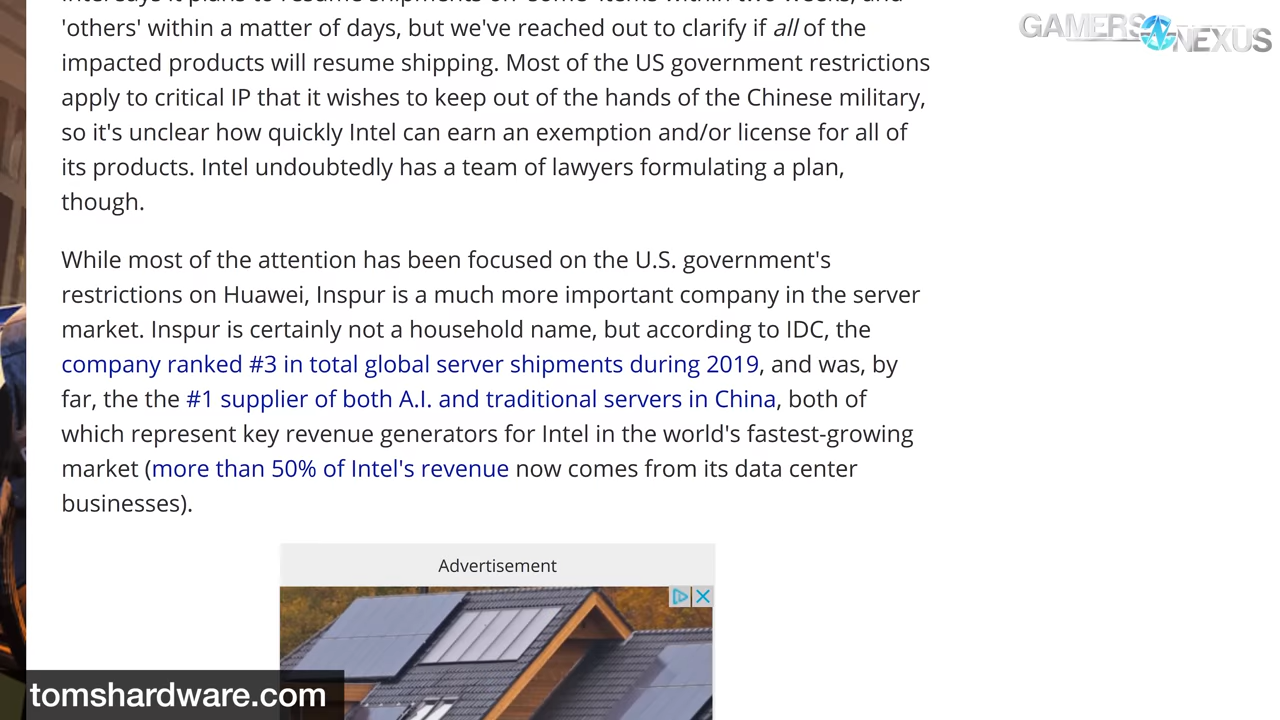 'others' within a matter of days, but we've reached out to clarify if all of the
impacted products will resume shipping. Most of the US government restrictions
apply to critical IP that it wishes to keep out of the hands of the Chinese military,
so it's unclear how quickly Intel can earn an exemption and/or license for all of
its products. Intel undoubtedly has a team of lawyers formulating a plan,
though.
While most of the attention has been focused on the U.S. government's
restrictions on Huawei, Inspur is a much more important company in the server
market. Inspur is certainly not a household name, but according to IDC, the
company ranked #3 in total global server shipments during 2019, and was, by
far, the the #1 supplier of both A.I. and traditional servers in China, both of
which represent key revenue generators for Intel in the world's fastest-growing
market (more than 50% of Intel's revenue now comes from its data center
businesses).
Advertisement
tomshardware.com
GAMERS NEXUS